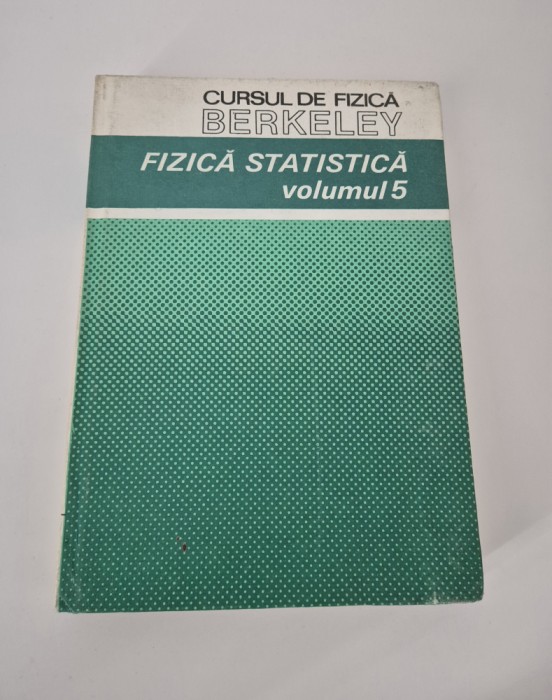 CURSUL DE FIZICĂ
BERKELEY
FIZICĂ STATISTICĂ
volumul 5